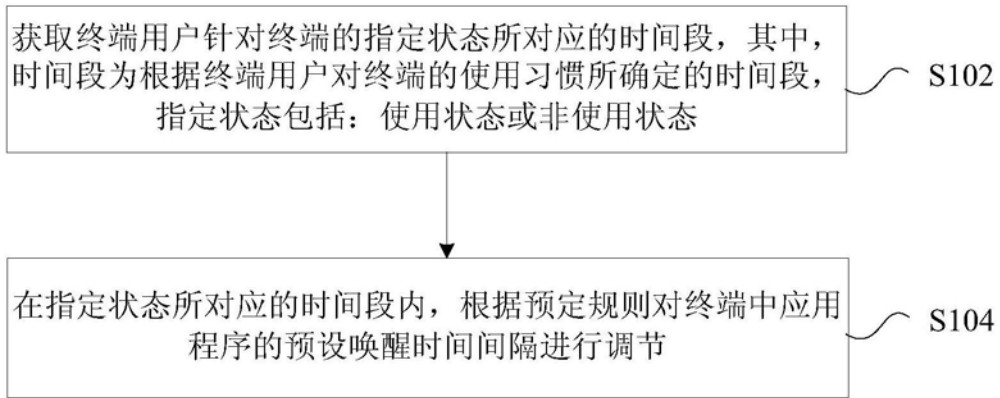 获取终端用户针对终端的指定状态所对应的时间段，其中，
时间段为根据终端用户对终端的使用习惯所确定的时间段，
指定状态包括：使用状态或非使用状态
S102
在指定状态所对应的时间段内，根据预定规则对终端中应用
程序的预设唤醒时间间隔进行调节
S104